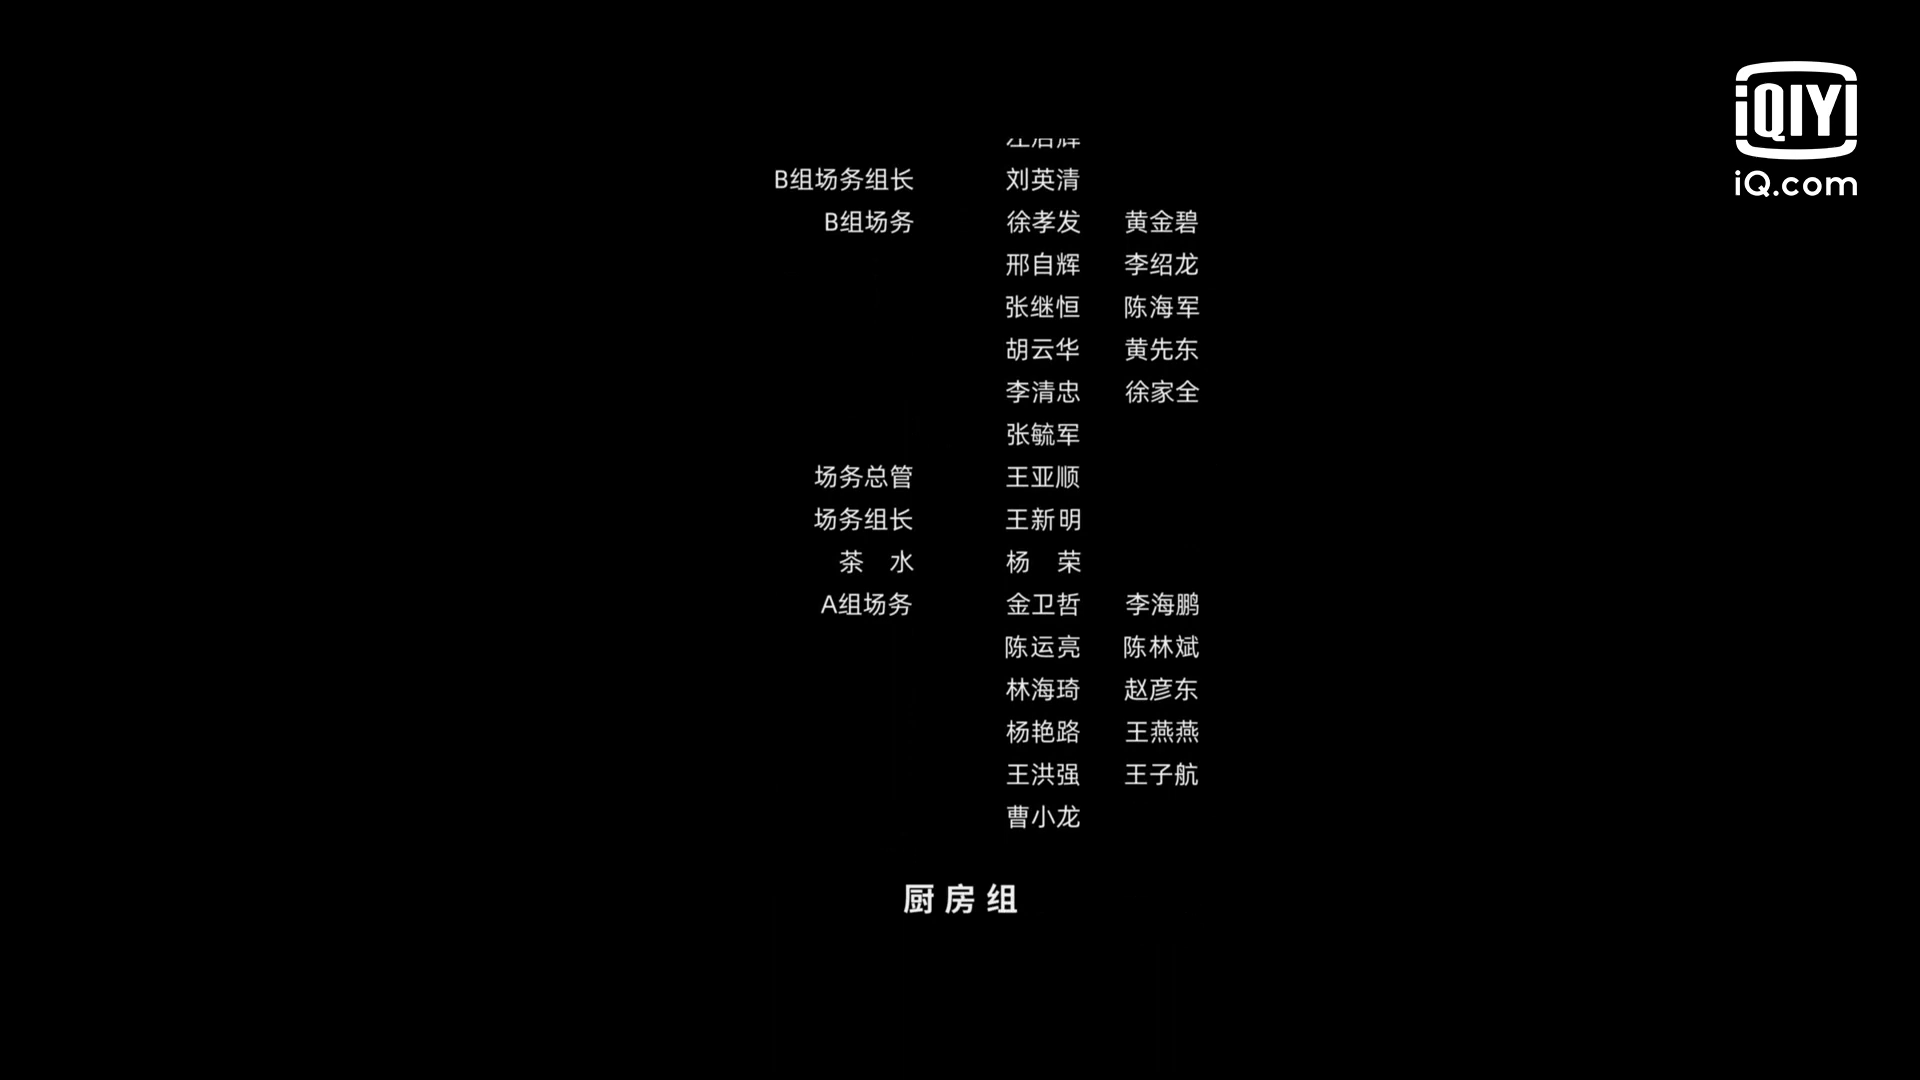 iQIYI
iQ.com
B组场务组长 刘英清
B组场务 徐孝发 黄金碧
邢自辉 李绍龙
张继恒 陈海军
胡云华 黄先东
李清忠 徐家全
张毓军
场务总管 王亚顺
场务组长 王新明
茶 水 杨 荣
A组场务 金卫哲 李海鹏
陈运亮 陈林斌
林海琦 赵彦东
杨艳路 王燕燕
王洪强 王子航
曹小龙
厨房组